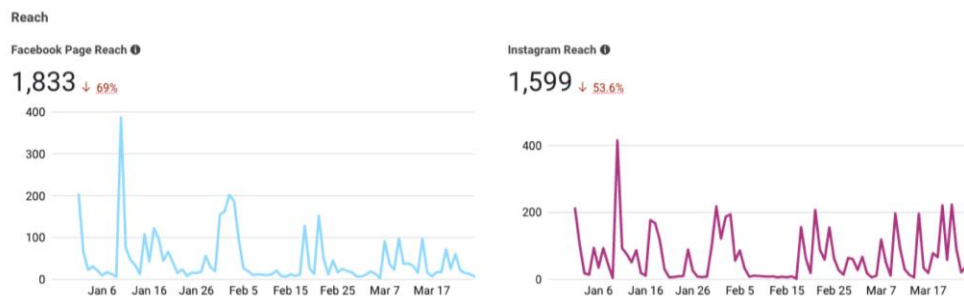 Reach
Facebook Page Reach
1,833 ↓ 69%
400
300
200
100
0
Jan 6 Jan 16 Jan 26 Feb 5 Feb 15 Feb 25 Mar 7 Mar 17
Instagram Reach
1,599 ↓ 53.6%
400
200
0
Jan 6 Jan 16 Jan 26 Feb 5 Feb 15 Feb 25 Mar 7 Mar 17